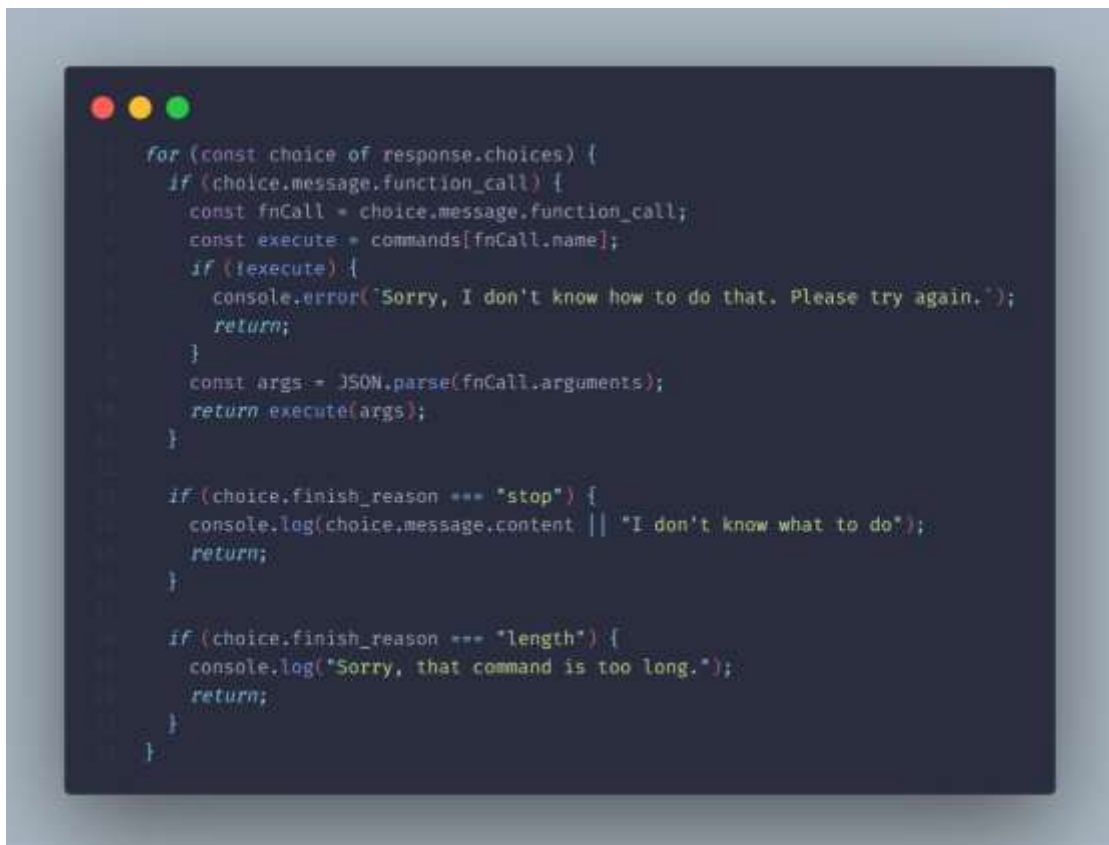 for (const choice of response.choices) {
if (choice.message.function_call) {
const fnCall = choice.message.function_call;
const execute = commands[fnCall.name];
if (!execute) {
console.error(`Sorry, I don't know how to do that. Please try again.`);
return;
}
const args = JSON.parse(fnCall.arguments);
return execute(args);
}
if (choice.finish_reason === "stop") {
console.log(choice.message.content || "I don't know what to do");
return;
}
if (choice.finish_reason === "length") {
console.log("Sorry, that command is too long.");
return;
}
}